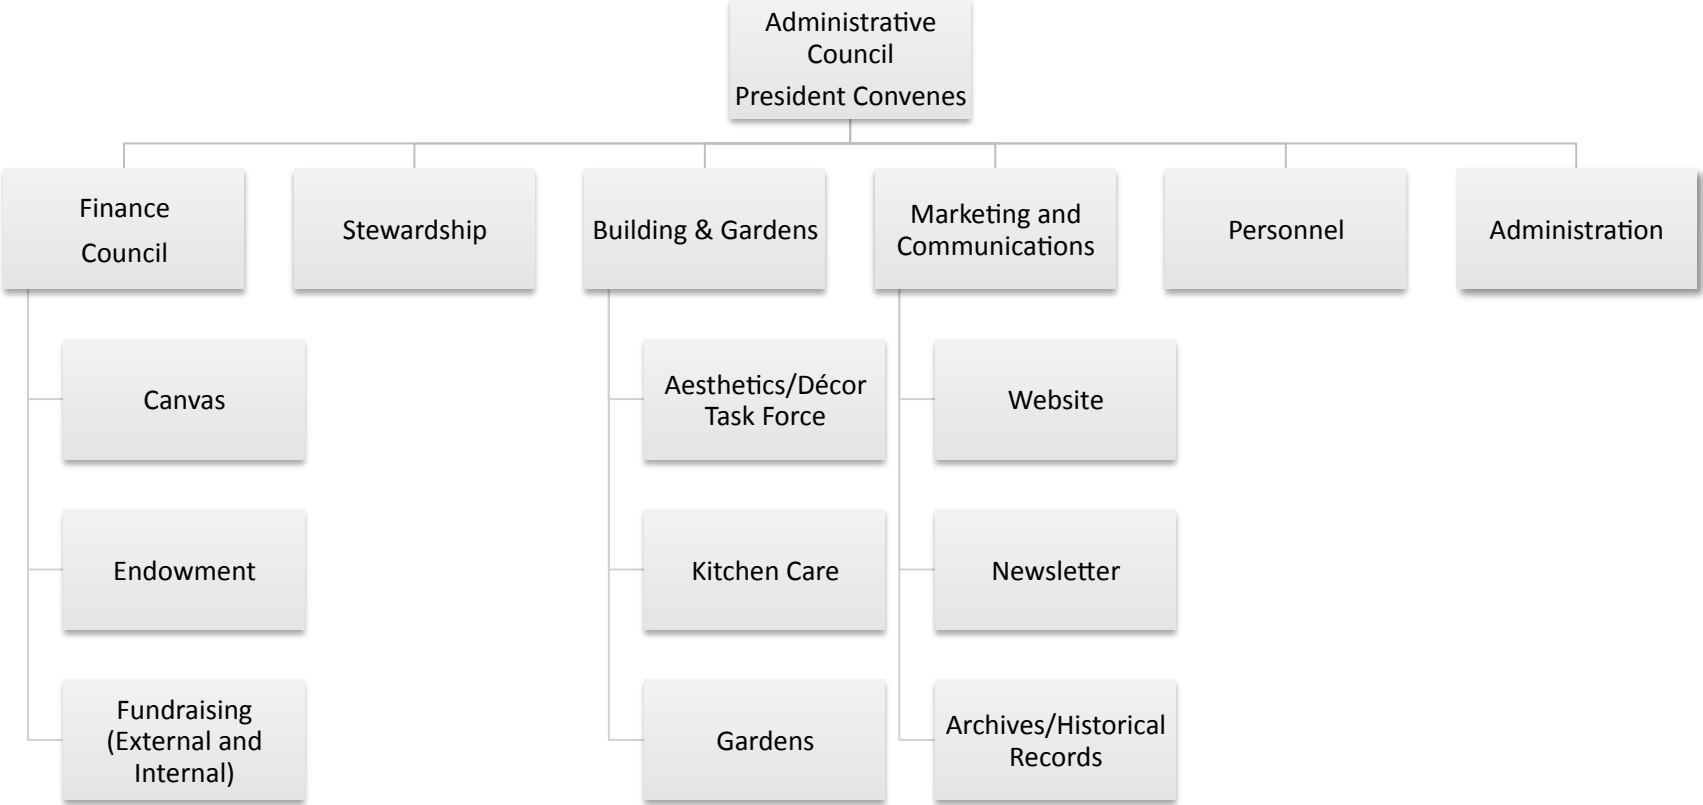 Administrative
Council
President Convenes
Finance
Council
Stewardship
Building & Gardens
Marketing and
Communications
Personnel
Administration
Canvas
Endowment
Fundraising
(External and
Internal)
Aesthetics/Décor
Task Force
Kitchen Care
Gardens
Website
Newsletter
Archives/Historical
Records